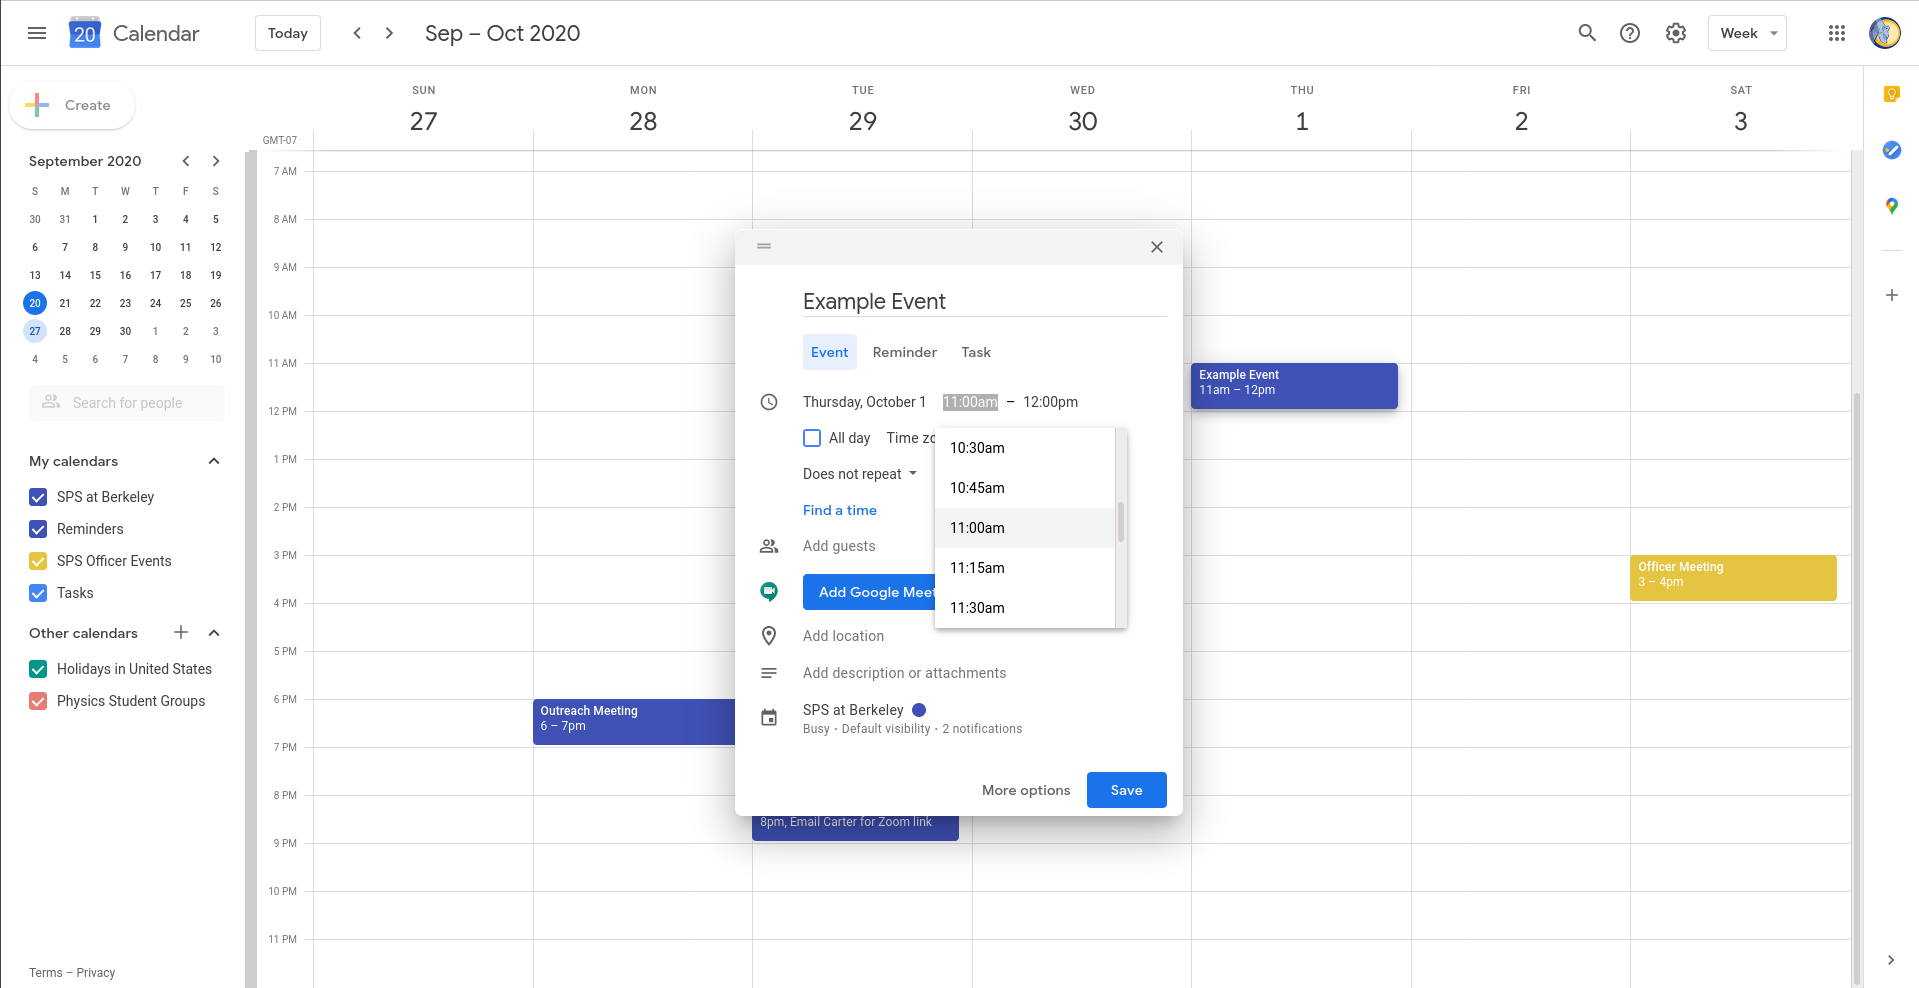 20 Calendar Today Sep – Oct 2020 Week
Create
September 2020
S M T W T F S
30 31 1 2 3 4 5
6 7 8 9 10 11 12
13 14 15 16 17 18 19
20 21 22 23 24 25 26
27 28 29 30 1 2 3
4 5 6 7 8 9 10
Search for people
My calendars
SPS at Berkeley
Reminders
SPS Officer Events
Tasks
Other calendars
Holidays in United States
Physics Student Groups
Terms – Privacy
SUN MON TUE WED THU FRI SAT
27 28 29 30 1 2 3
GMT-07
7 AM
8 AM
9 AM
10 AM
11 AM
12 PM
1 PM
2 PM
3 PM
4 PM
5 PM
6 PM
7 PM
8 PM
9 PM
10 PM
11 PM
Outreach Meeting
6 – 7pm
8pm, Email Carter for Zoom link
Example Event
Event Reminder Task
Thursday, October 1 11:00am – 12:00pm
All day Time zo
Does not repeat
Find a time
Add guests
Add Google Meet
Add location
Add description or attachments
SPS at Berkeley
Busy · Default visibility · 2 notifications
More options Save
10:30am
10:45am
11:00am
11:15am
11:30am
Example Event
11am – 12pm
Officer Meeting
3 – 4pm